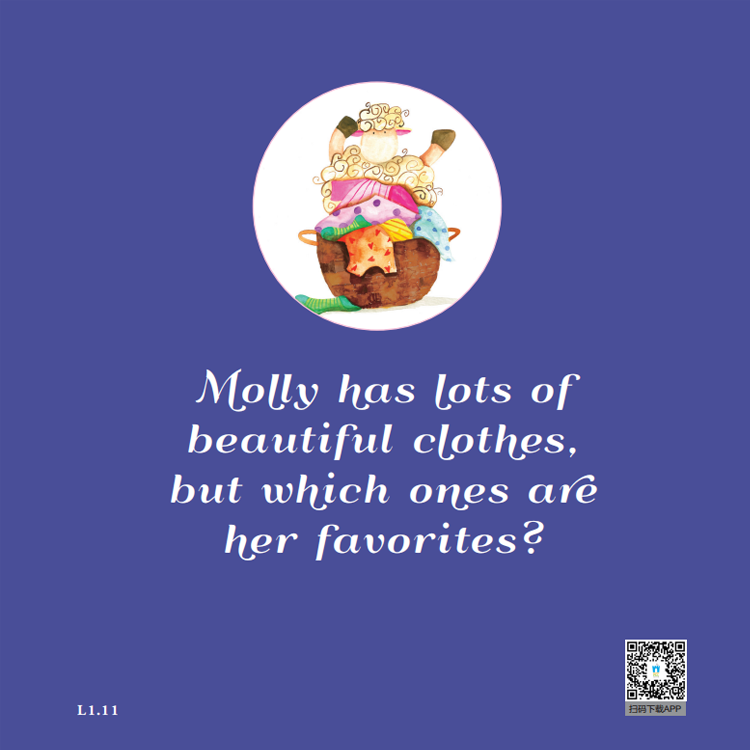 Molly has lots of
beautiful clothes,
but which ones are
her favorites?
L1.11
扫码下载APP